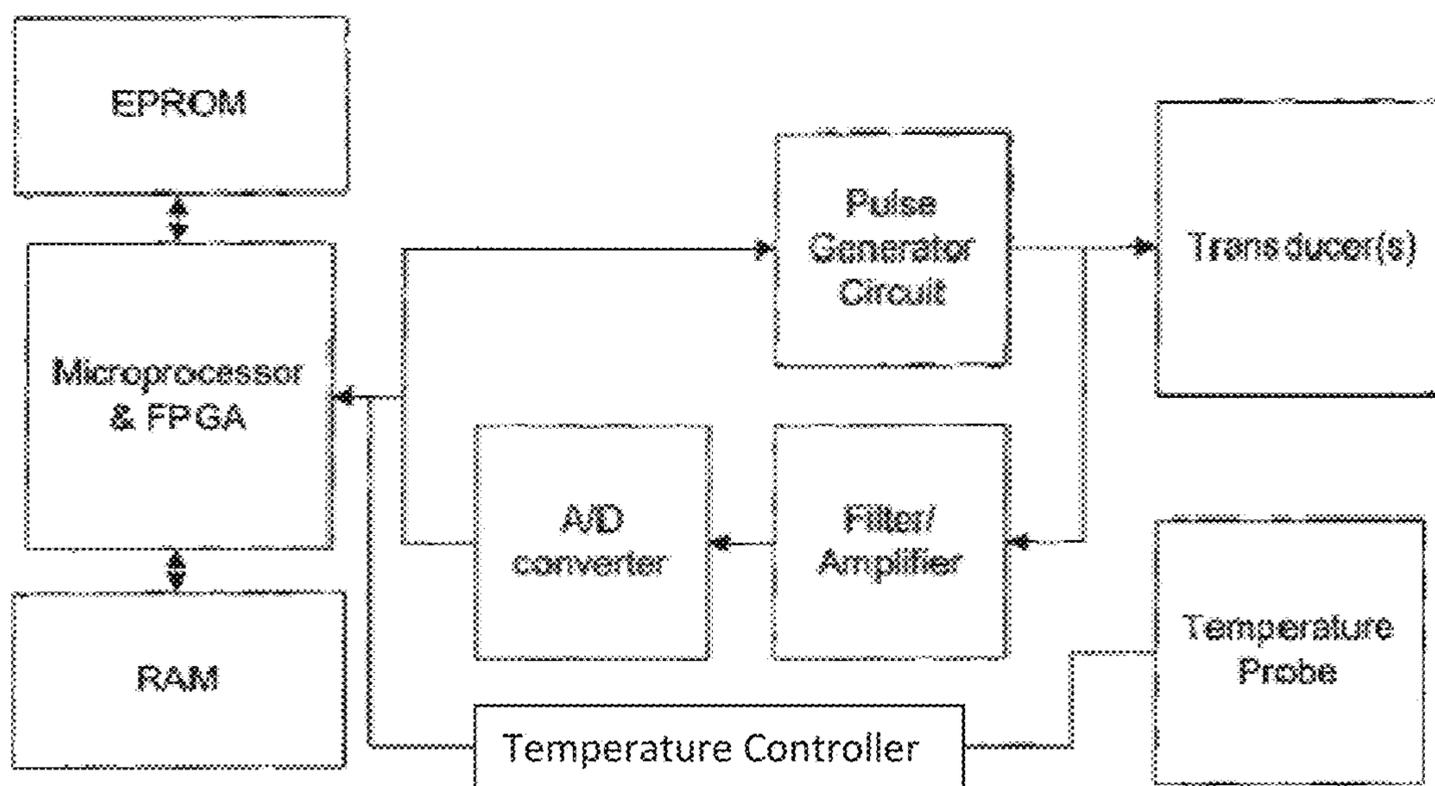 EPROM
Pulse
Generator
Circuit
Transducer(s)
Microprocessor
& FPGA
A/D
converter
Filter/
Amplifier
Temperature
Probe
RAM
Temperature Controller